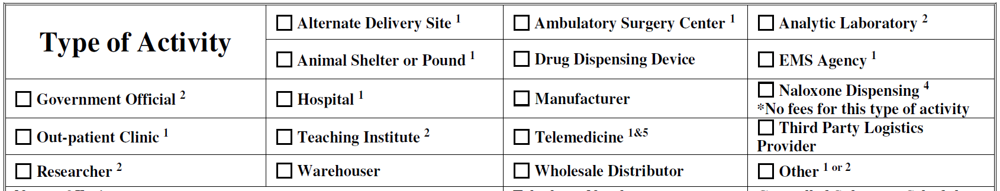 Type of Activity
☐ Alternate Delivery Site 1
☐ Ambulatory Surgery Center 1
☐ Analytic Laboratory 2
☐ Animal Shelter or Pound 1
☐ Drug Dispensing Device
☐ EMS Agency 1
☐ Government Official 2
☐ Hospital 1
☐ Manufacturer
☐ Naloxone Dispensing 4
*No fees for this type of activity
☐ Out-patient Clinic 1
☐ Teaching Institute 2
☐ Telemedicine 1&5
☐ Third Party Logistics
Provider
☐ Researcher 2
☐ Warehouser
☐ Wholesale Distributor
☐ Other 1 or 2